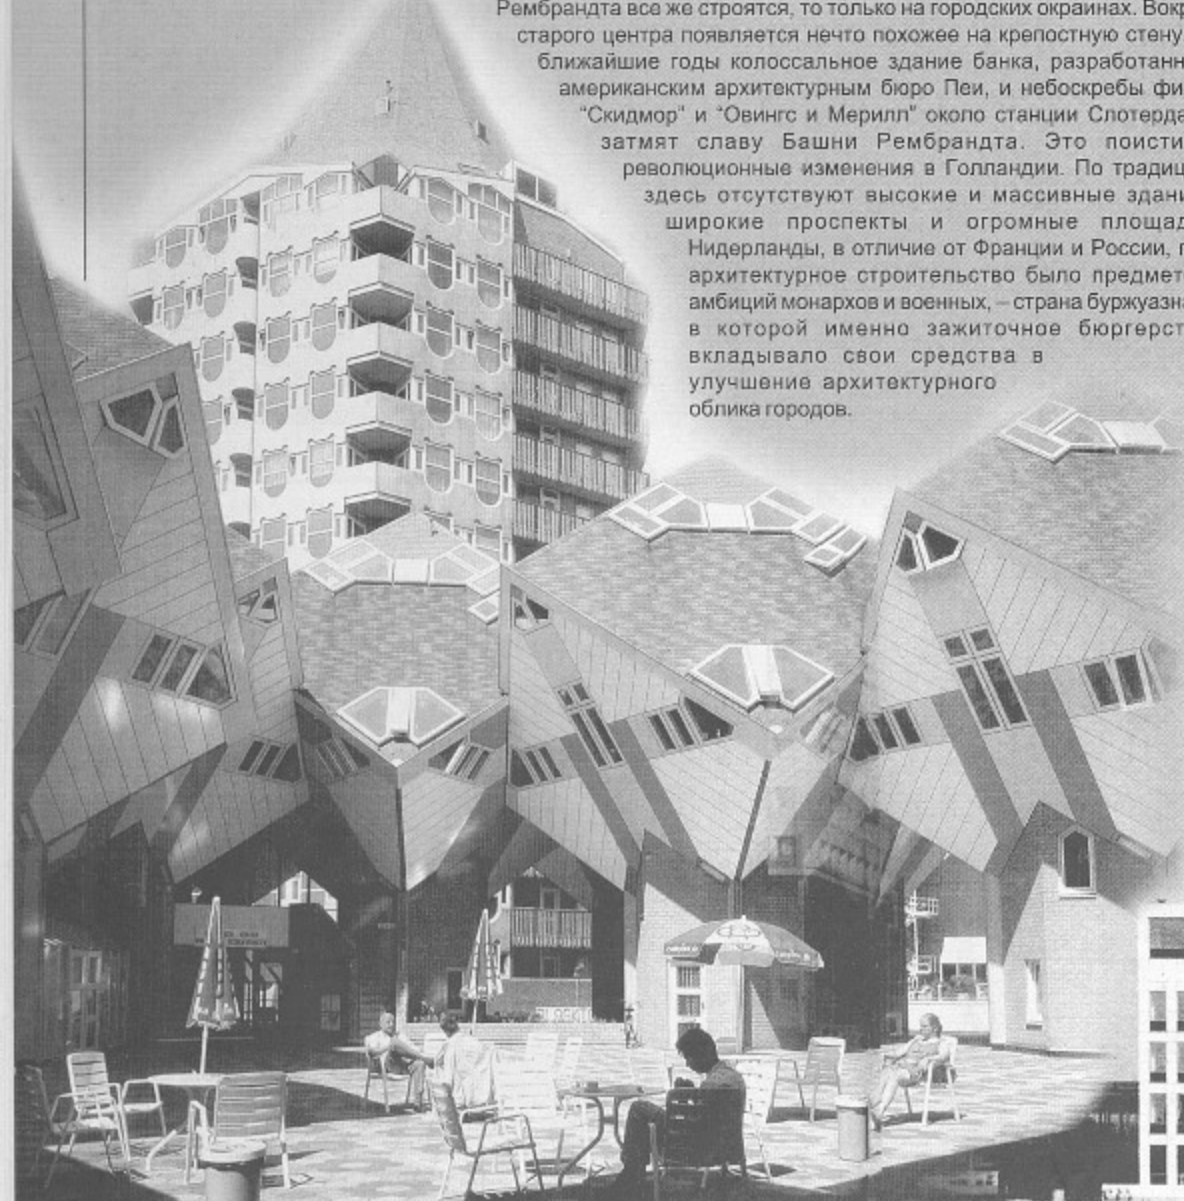 Рембрандта все же строятся, то только на городских окраинах. Вокр
старого центра появляется нечто похожее на крепостную стену.
ближайшие годы колоссальное здание банка, разработанн
американским архитектурным бюро Пеи, и небоскребы фи
"Скидмор" и "Овингс и Мерилл" около станции Слотерда
затмят славу Башни Рембрандта. Это поисти
революционные изменения в Голландии. По традиц
здесь отсутствуют высокие и массивные здани
широкие проспекты и огромные площад
Нидерланды, в отличие от Франции и России, г
архитектурное строительство было предмет
амбиций монархов и военных, – страна буржуазна
в которой именно зажиточное бюргерст
вкладывало свои средства в
улучшение архитектурного
облика городов.